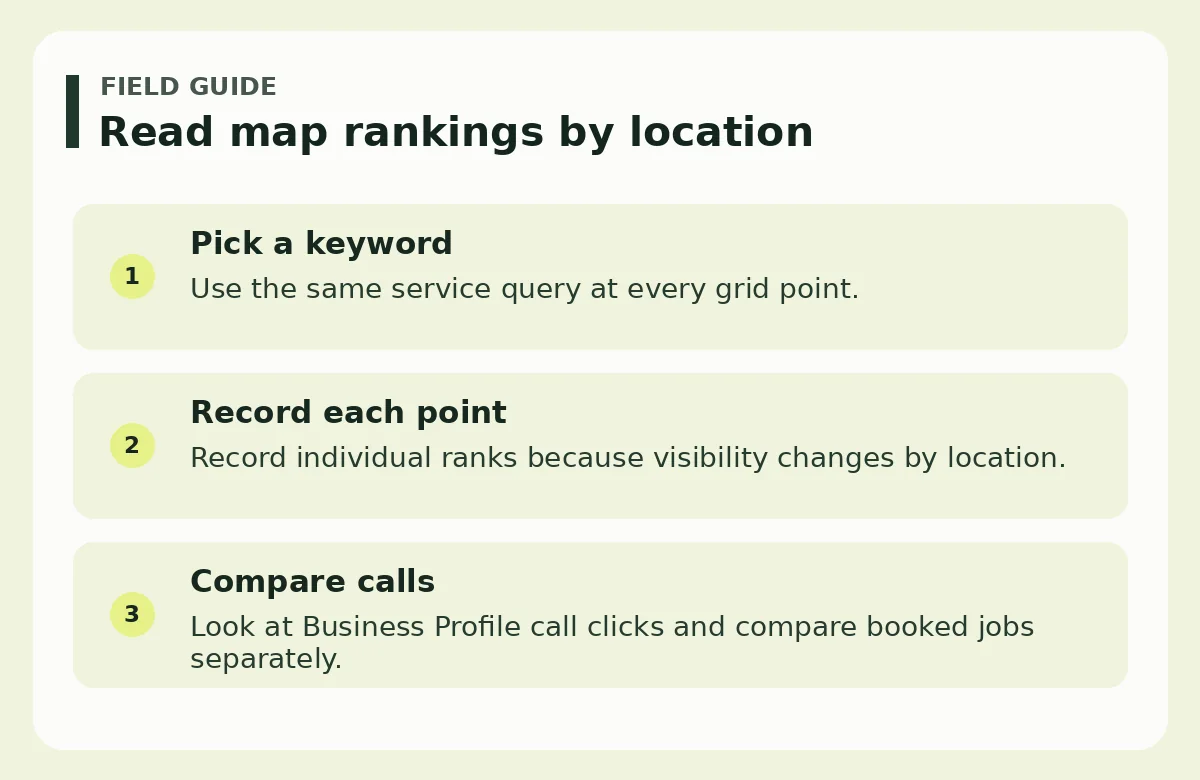 FIELD GUIDE
Read map rankings by location
1
Pick a keyword
Use the same service query at every grid point.
2
Record each point
Record individual ranks because visibility changes by location.
3
Compare calls
Look at Business Profile call clicks and compare booked jobs
separately.